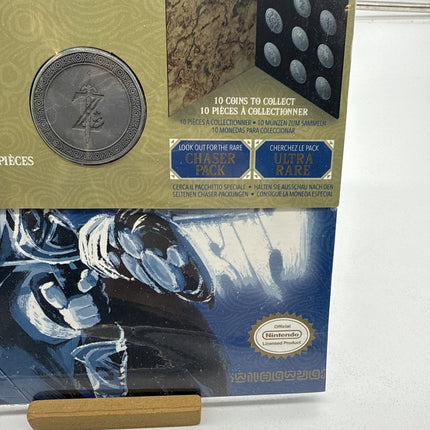 10 COINS TO COLLECT
10 PIÈCES À COLLECTIONNER
10 PIÈCES À COLLECTIONNER • 10 MÜNZEN ZUM SAMMELN
10 MONEDAS PARA COLECCIONAR
PIÈCES
LOOK OUT FOR THE RARE
CHASER
PACK
CHERCHEZ LE PACK
ULTRA
RARE
CERCA IL PACCHETTO SPECIALE • HALTEN SIE AUSSCHAU NACH DEN
SELTENEN CHASER-PACKUNGEN • CONSIGUE LA MONEDA ESPECIAL
Official
Nintendo
Licensed Product